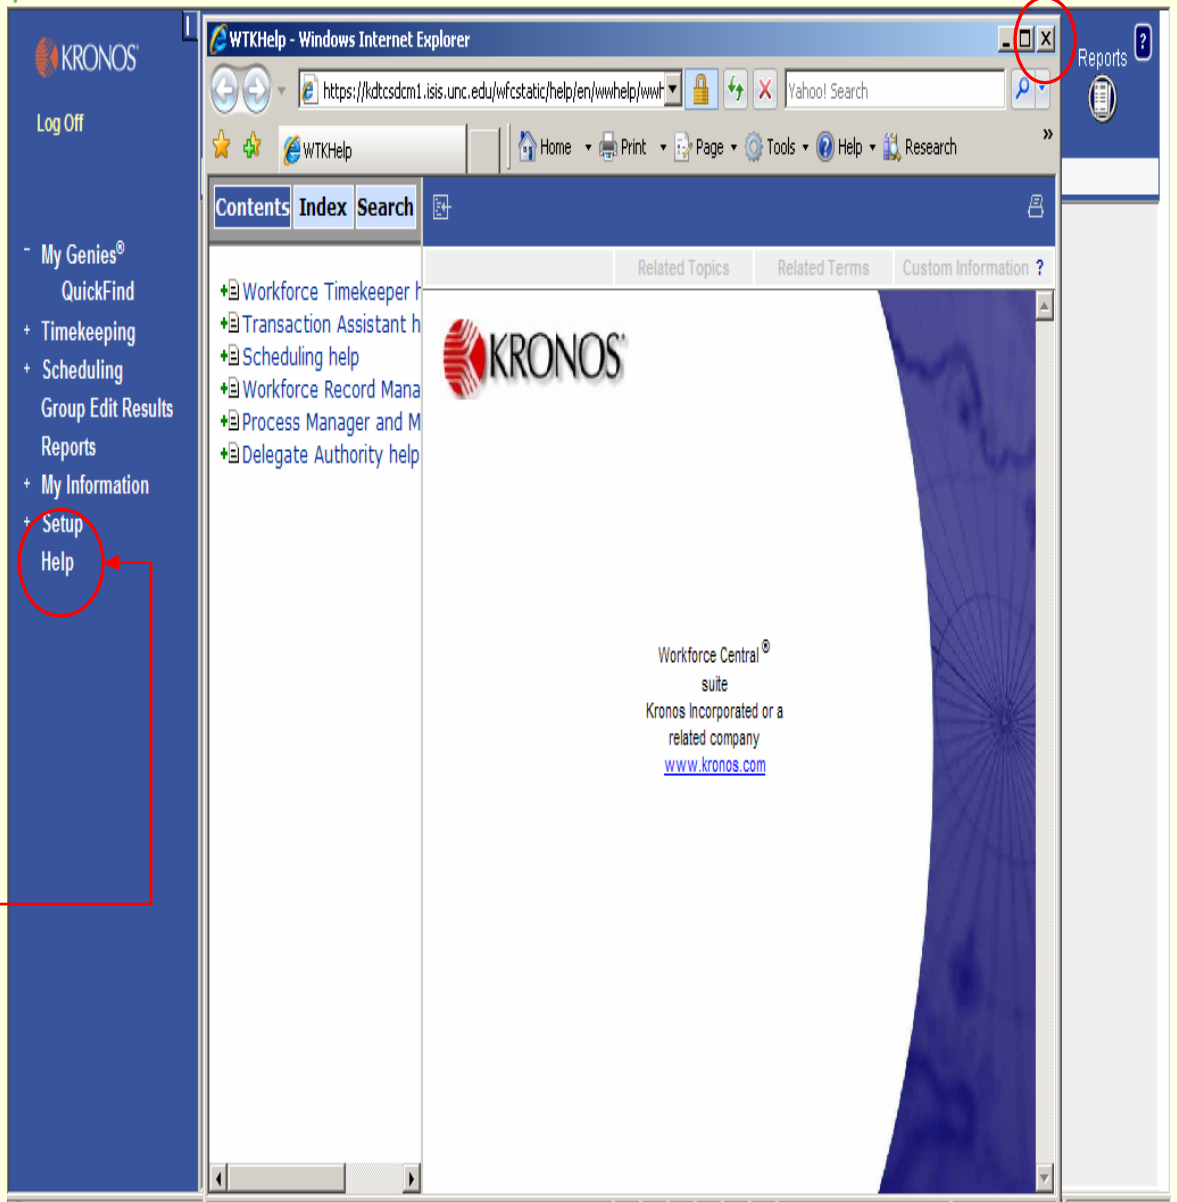 KRONOS®
Log Off
- My Genies®
QuickFind
+ Timekeeping
+ Scheduling
Group Edit Results
Reports
+ My Information
+ Setup
Help
WTKHelp - Windows Internet Explorer
https://kdtcsdcm1.isis.unc.edu/wfcstatic/help/en/wwhelp/wwh
Yahoo! Search
WTKHelp
Home
Print
Page
Tools
Help
Research
»
Contents Index Search
Related Topics Related Terms Custom Information ?
Workforce Timekeeper h
Transaction Assistant h
Scheduling help
Workforce Record Mana
Process Manager and M
Delegate Authority help
KRONOS®
Workforce Central ®
suite
Kronos Incorporated or a
related company
www.kronos.com
Reports ?